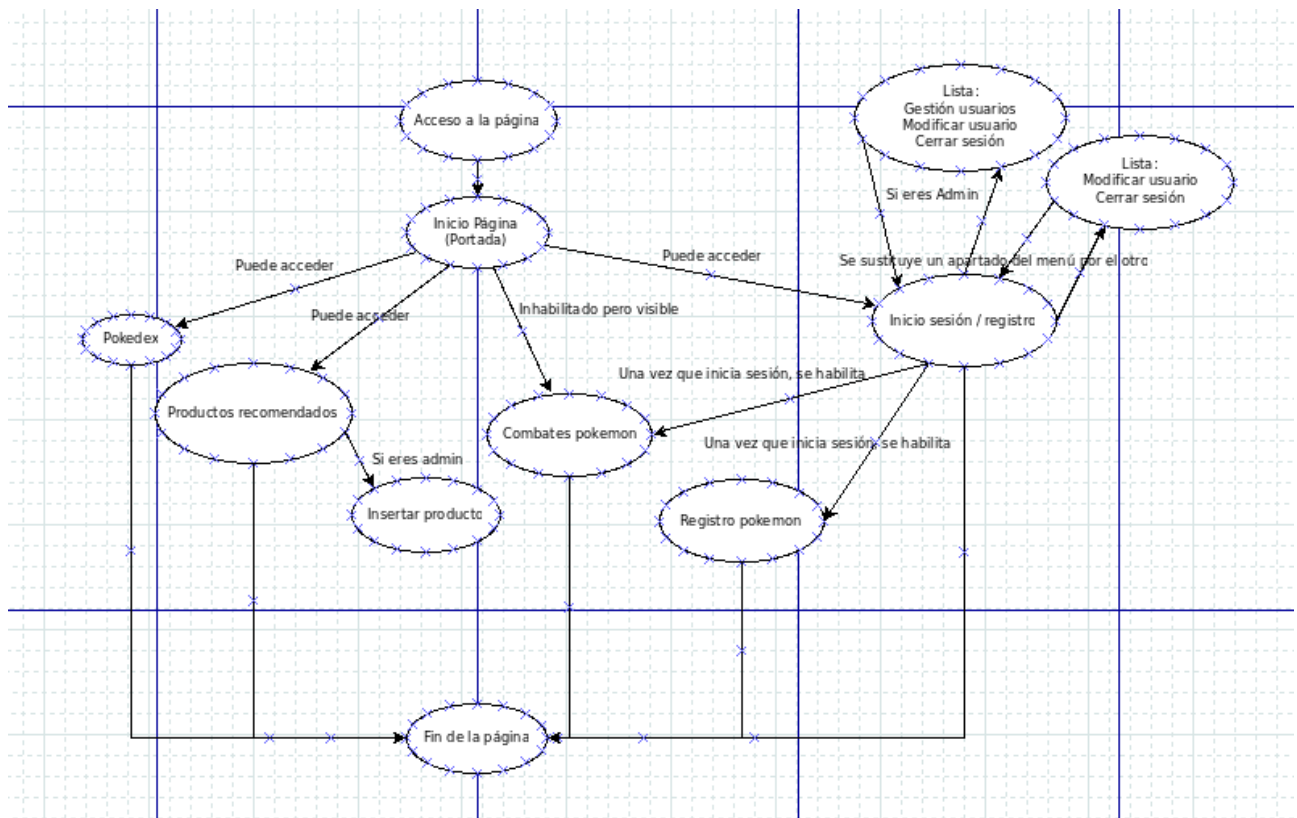 Acceso a la página
Lista:
Gestión usuarios
Modificar usuario
Cerrar sesión
Lista:
Modificar usuario
Cerrar sesión
Si eres Admin
Inicio Página
(Portada)
Puede acceder
Puede acceder
Se sustituye un apartado del menú por el otro
Puede acceder
Inhabilitado pero visible
Inicio sesión / registro
Pokedex
Una vez que inicia sesión, se habilita
Productos recomendados
Combates pokemon
Una vez que inicia sesión, se habilita
Si eres admin
Insertar producto
Registro pokemon
Fin de la página